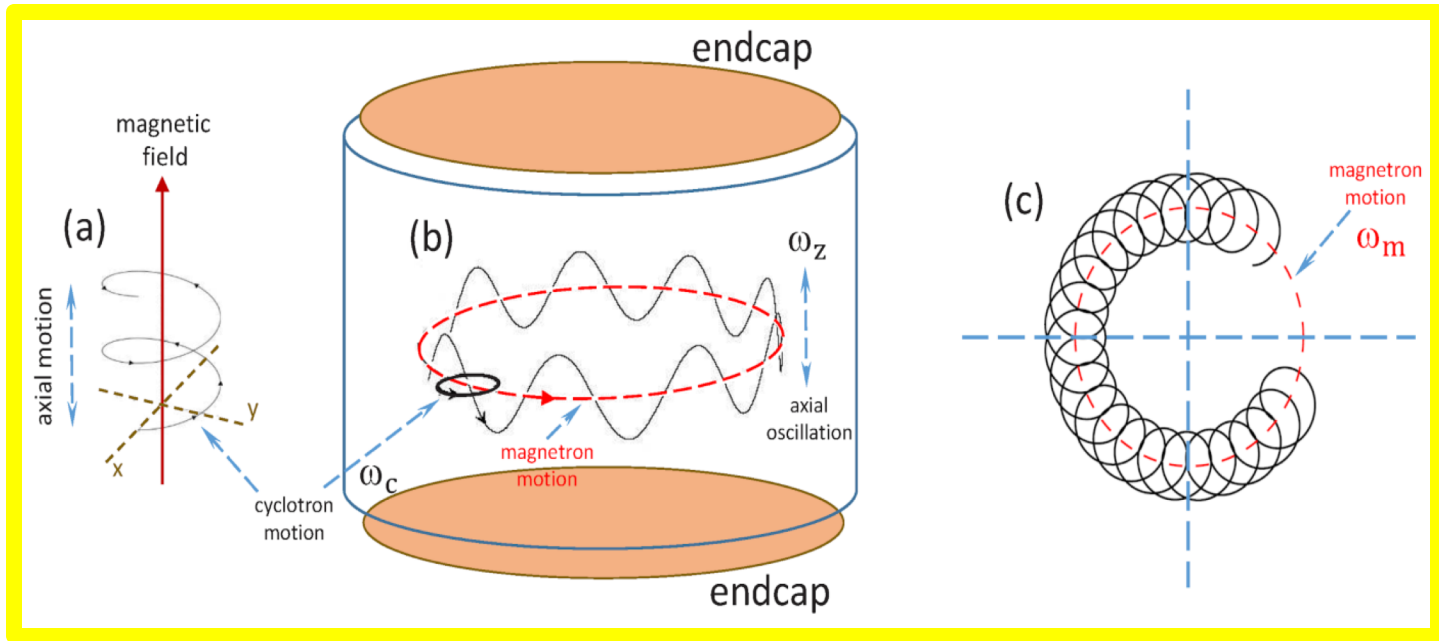 magnetic
field
(a)
axial motion
x
y
cyclotron
motion
endcap
(b)
ωz
ωc
axial
oscillation
magnetron
motion
endcap
(c)
magnetron
motion
ωm